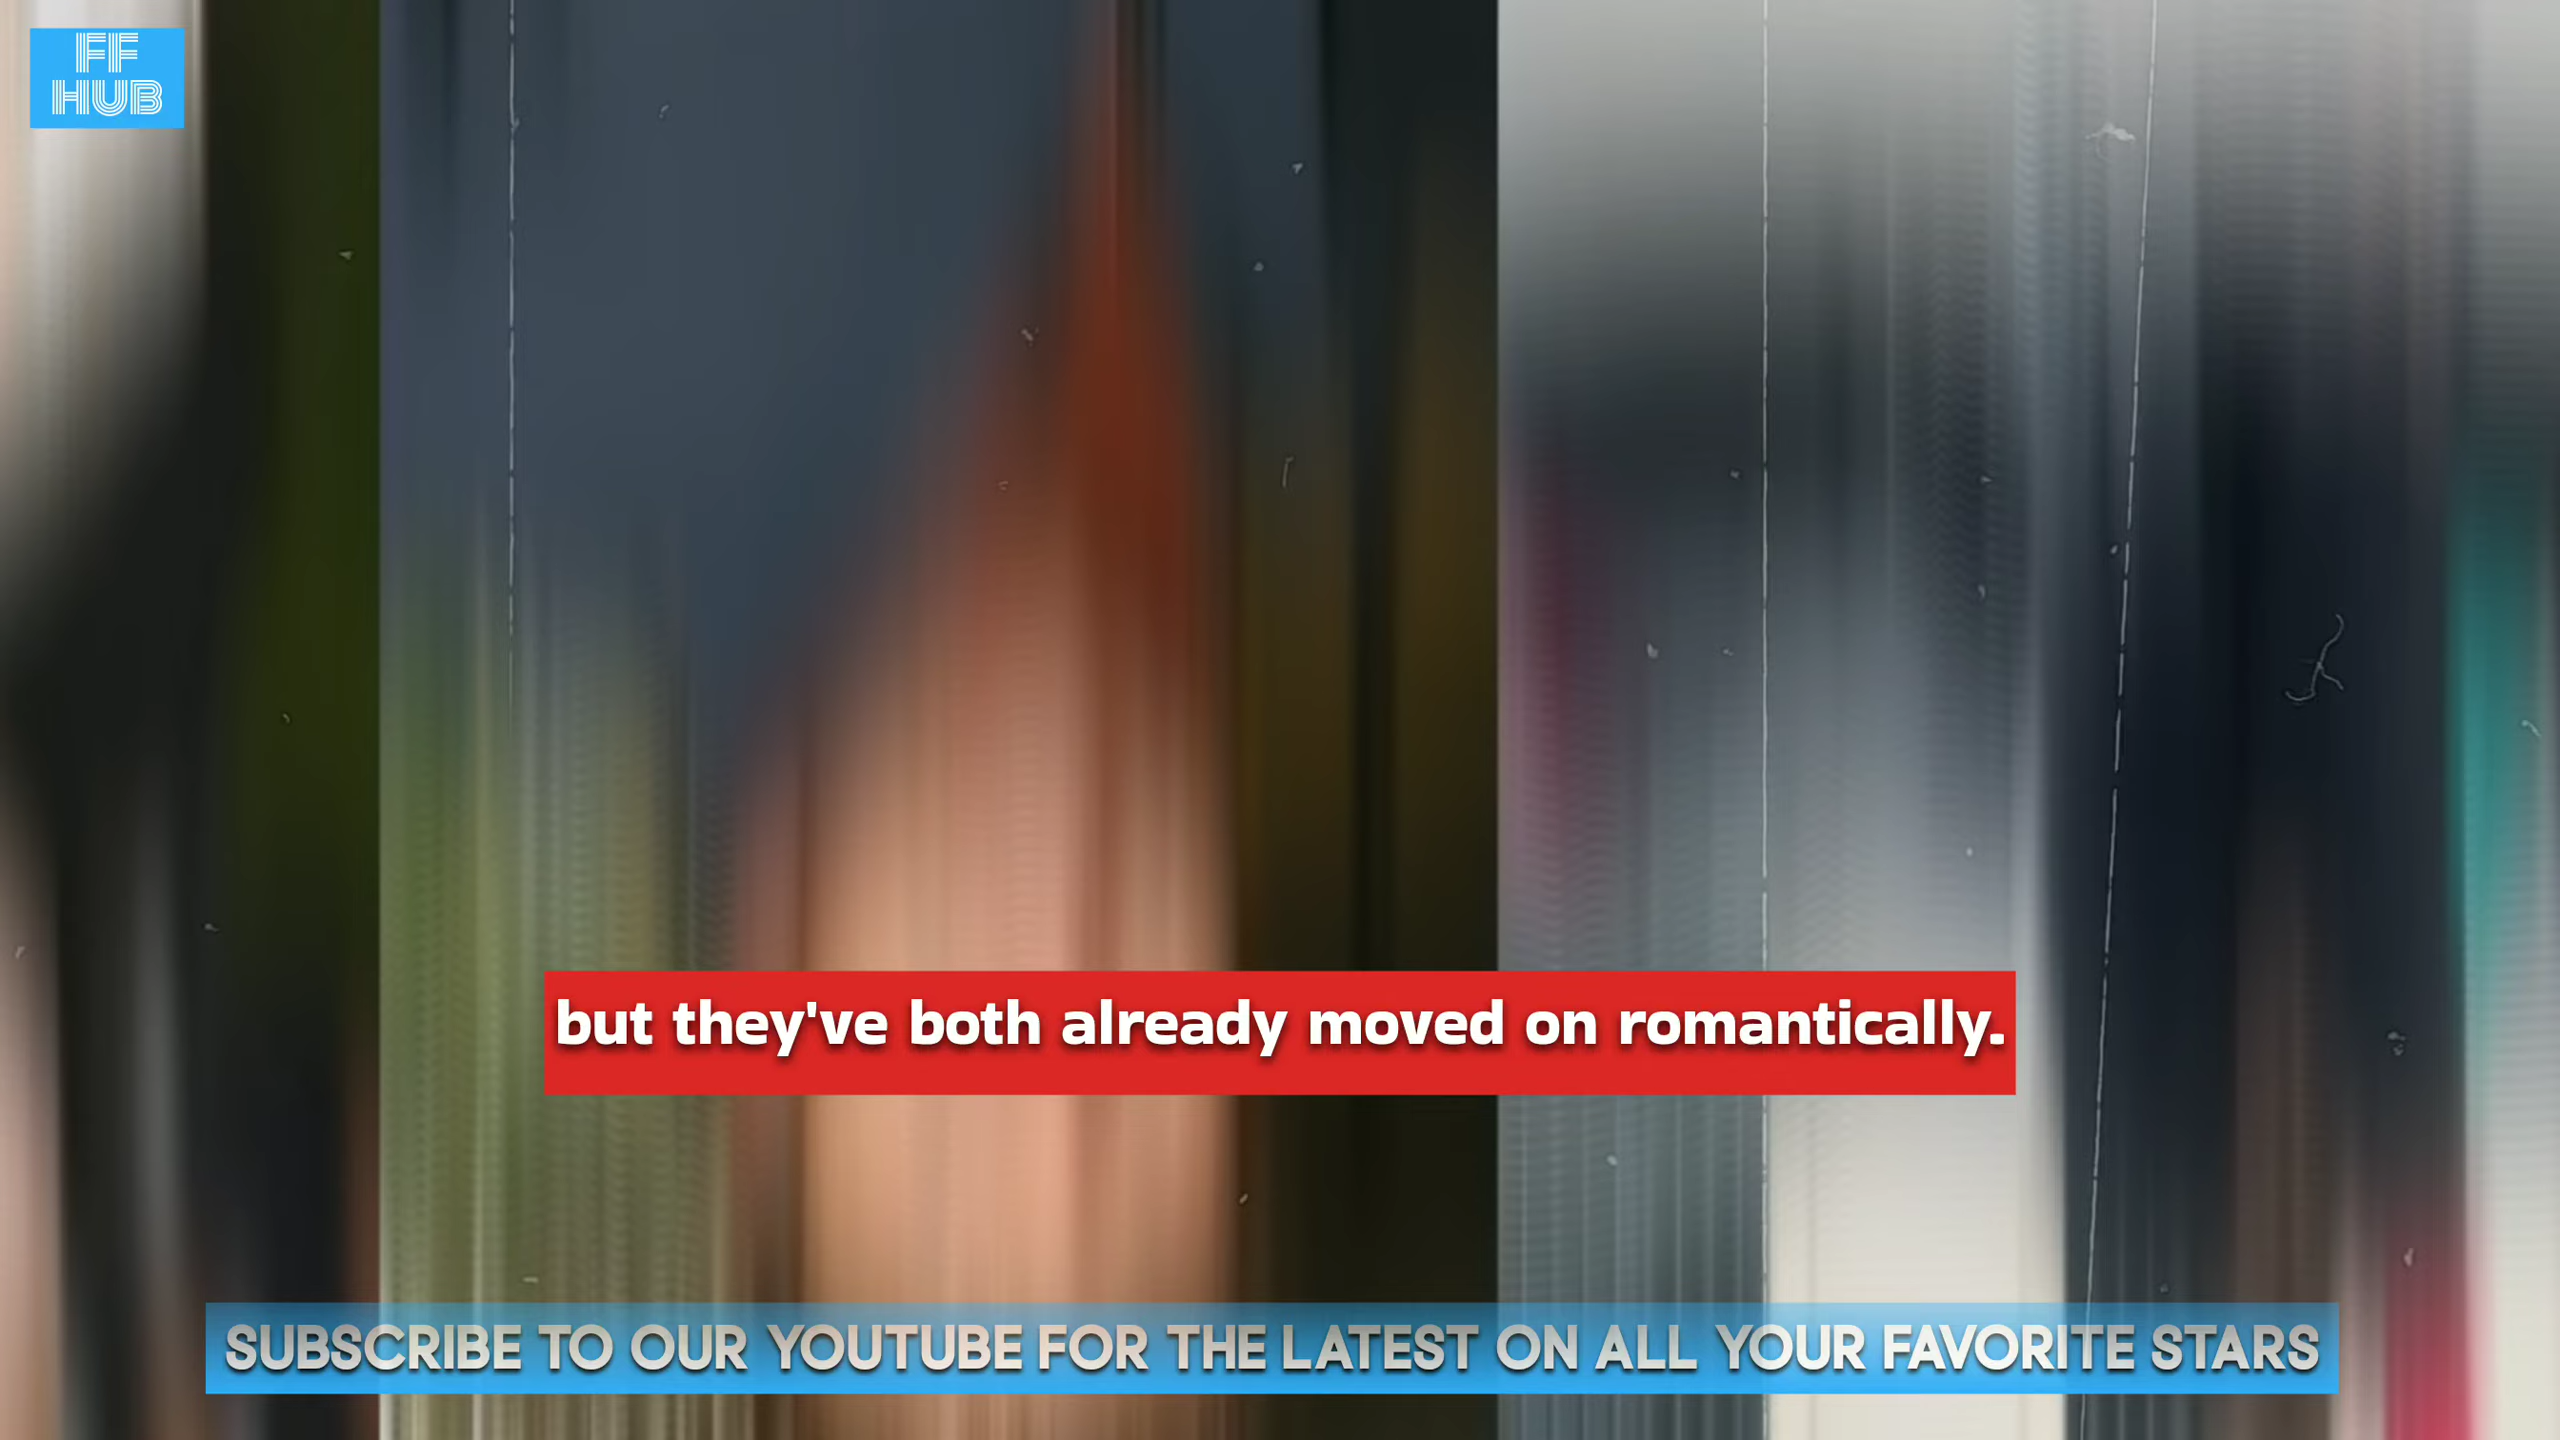 FF
HUB
but they've both already moved on romantically.
SUBSCRIBE TO OUR YOUTUBE FOR THE LATEST ON ALL YOUR FAVORITE STARS